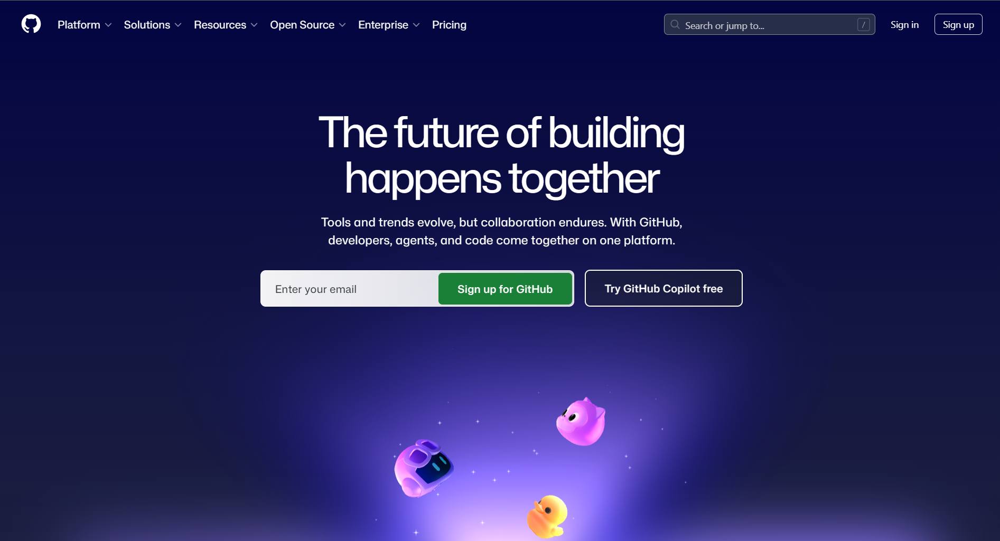 Platform
Solutions
Resources
Open Source
Enterprise
Pricing
Search or jump to...
/
Sign in
Sign up
The future of building
happens together
Tools and trends evolve, but collaboration endures. With GitHub,
developers, agents, and code come together on one platform.
Enter your email
Sign up for GitHub
Try GitHub Copilot free